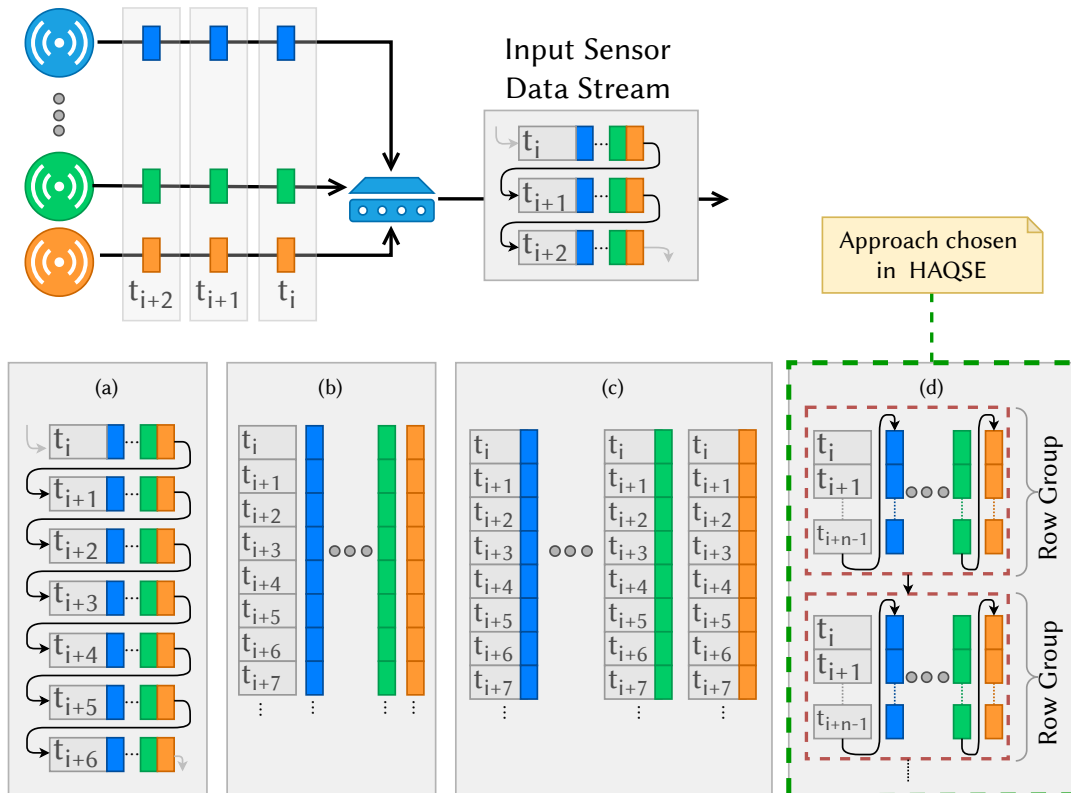 Input Sensor
Data Stream
t_i
t_{i+1}
t_{i+2}
t_{i+2}
t_{i+1}
t_i
Approach chosen
in HAQSE
(a)
t_i
t_{i+1}
t_{i+2}
t_{i+3}
t_{i+4}
t_{i+5}
t_{i+6}
(b)
t_i
t_{i+1}
t_{i+2}
t_{i+3}
t_{i+4}
t_{i+5}
t_{i+6}
t_{i+7}
(c)
t_i
t_{i+1}
t_{i+2}
t_{i+3}
t_{i+4}
t_{i+5}
t_{i+6}
t_{i+7}
t_i
t_{i+1}
t_{i+2}
t_{i+3}
t_{i+4}
t_{i+5}
t_{i+6}
t_{i+7}
t_i
t_{i+1}
t_{i+2}
t_{i+3}
t_{i+4}
t_{i+5}
t_{i+6}
t_{i+7}
(d)
t_i
t_{i+1}
t_{i+n-1}
Row Group
t_i
t_{i+1}
t_{i+n-1}
Row Group